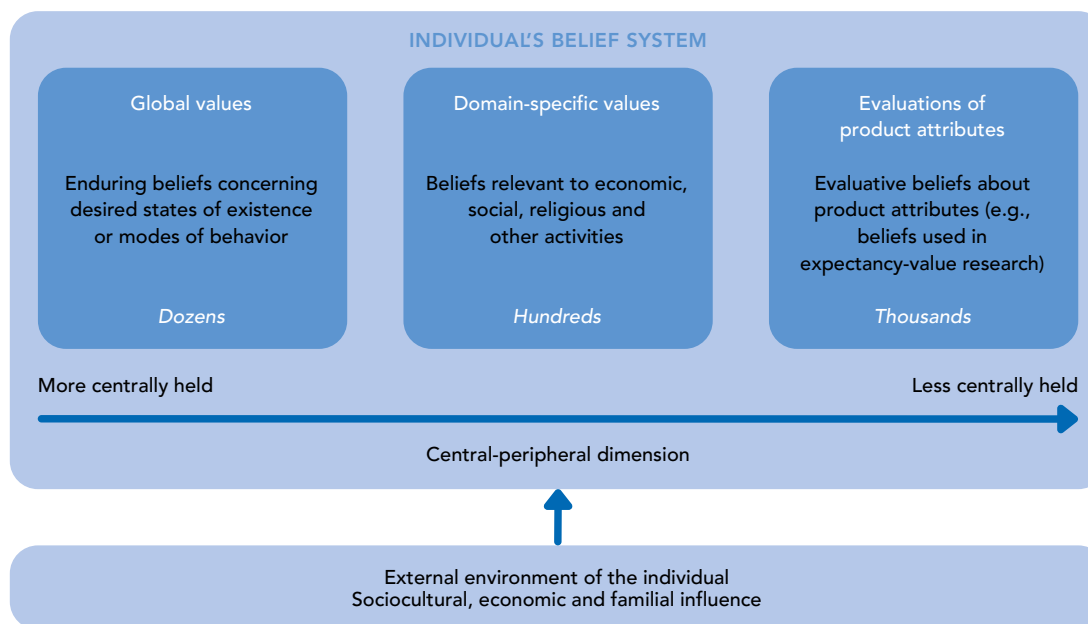 INDIVIDUAL'S BELIEF SYSTEM
Global values
Enduring beliefs concerning
desired states of existence
or modes of behavior
Dozens
Domain-specific values
Beliefs relevant to economic,
social, religious and
other activities
Hundreds
Evaluations of
product attributes
Evaluative beliefs about
product attributes (e.g.,
beliefs used in
expectancy-value research)
Thousands
More centrally held
Less centrally held
Central-peripheral dimension
External environment of the individual
Sociocultural, economic and familial influence